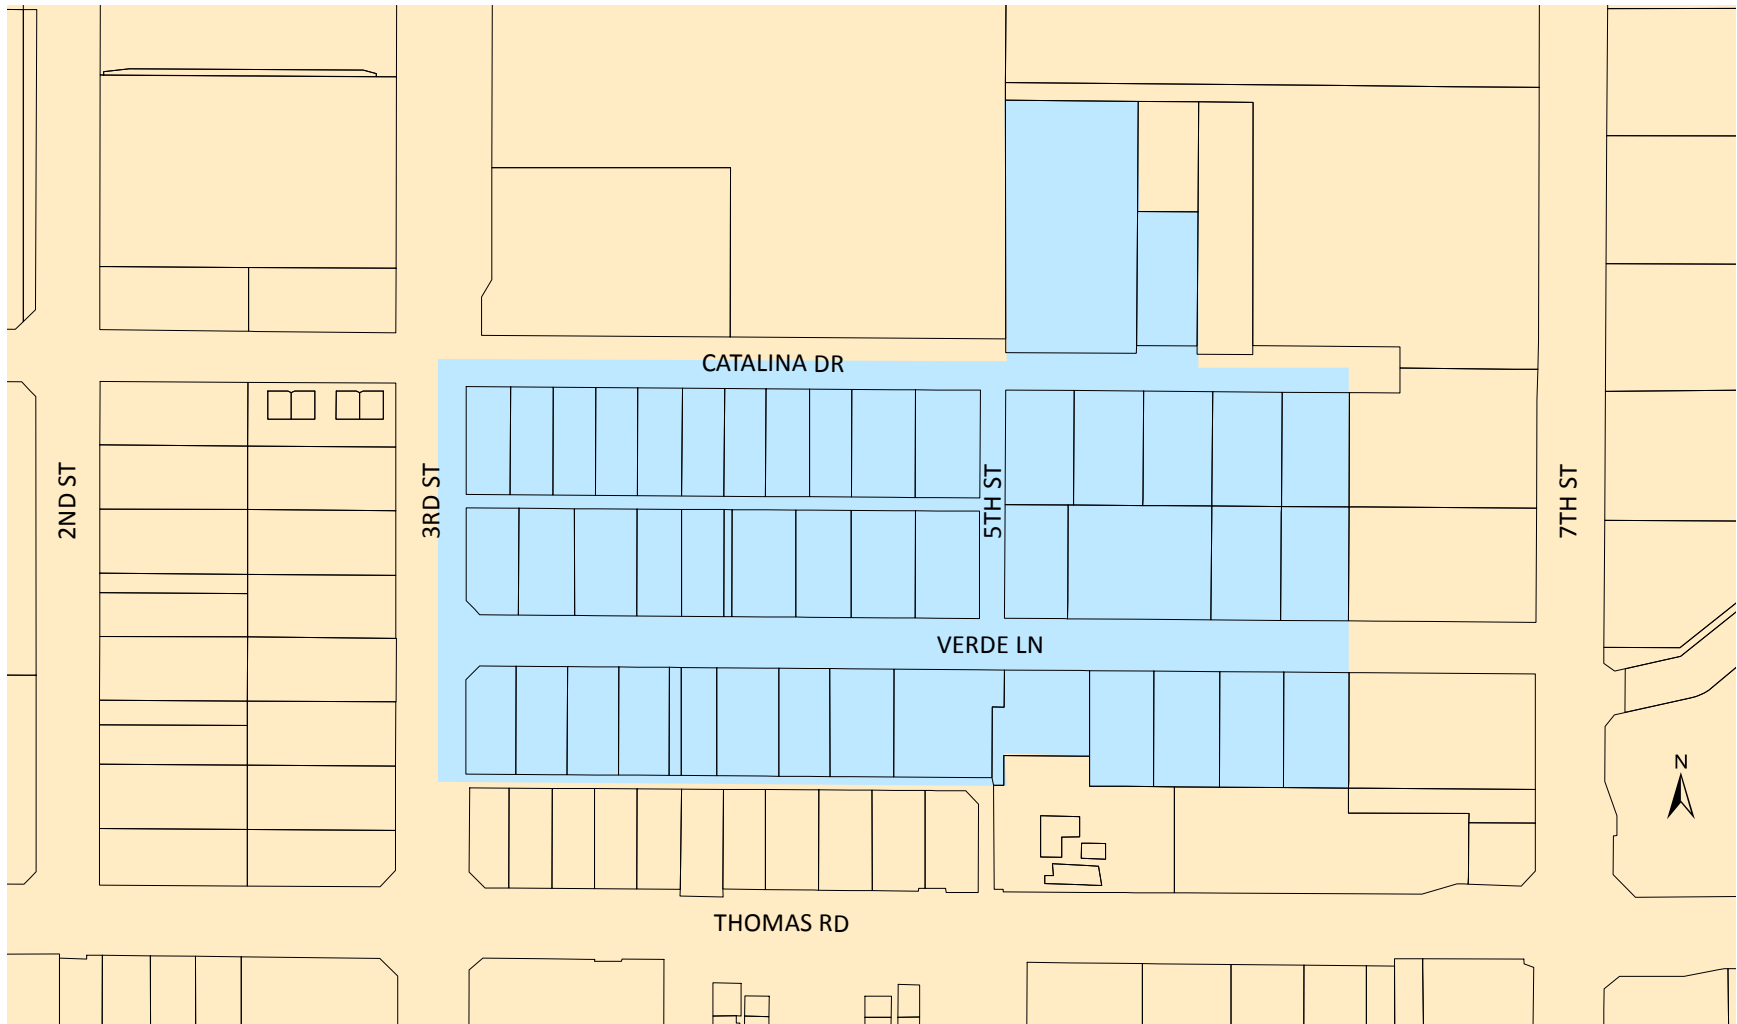 CATALINA DR
2ND ST
3RD ST
5TH ST
7TH ST
VERDE LN
N
THOMAS RD